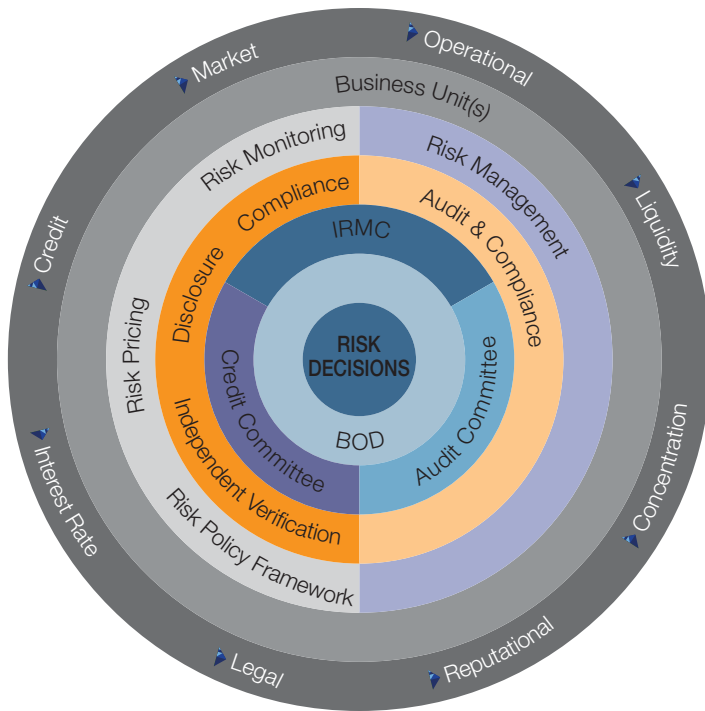 Market
Operational
Liquidity
Concentration
Reputational
Legal
Interest Rate
Credit
Business Unit(s)
Risk Monitoring
Risk Management
Risk Pricing
Risk Policy Framework
Compliance
Audit & Compliance
Disclosure
Independent Verification
IRMC
Credit Committee
Audit Committee
BOD
RISK
DECISIONS